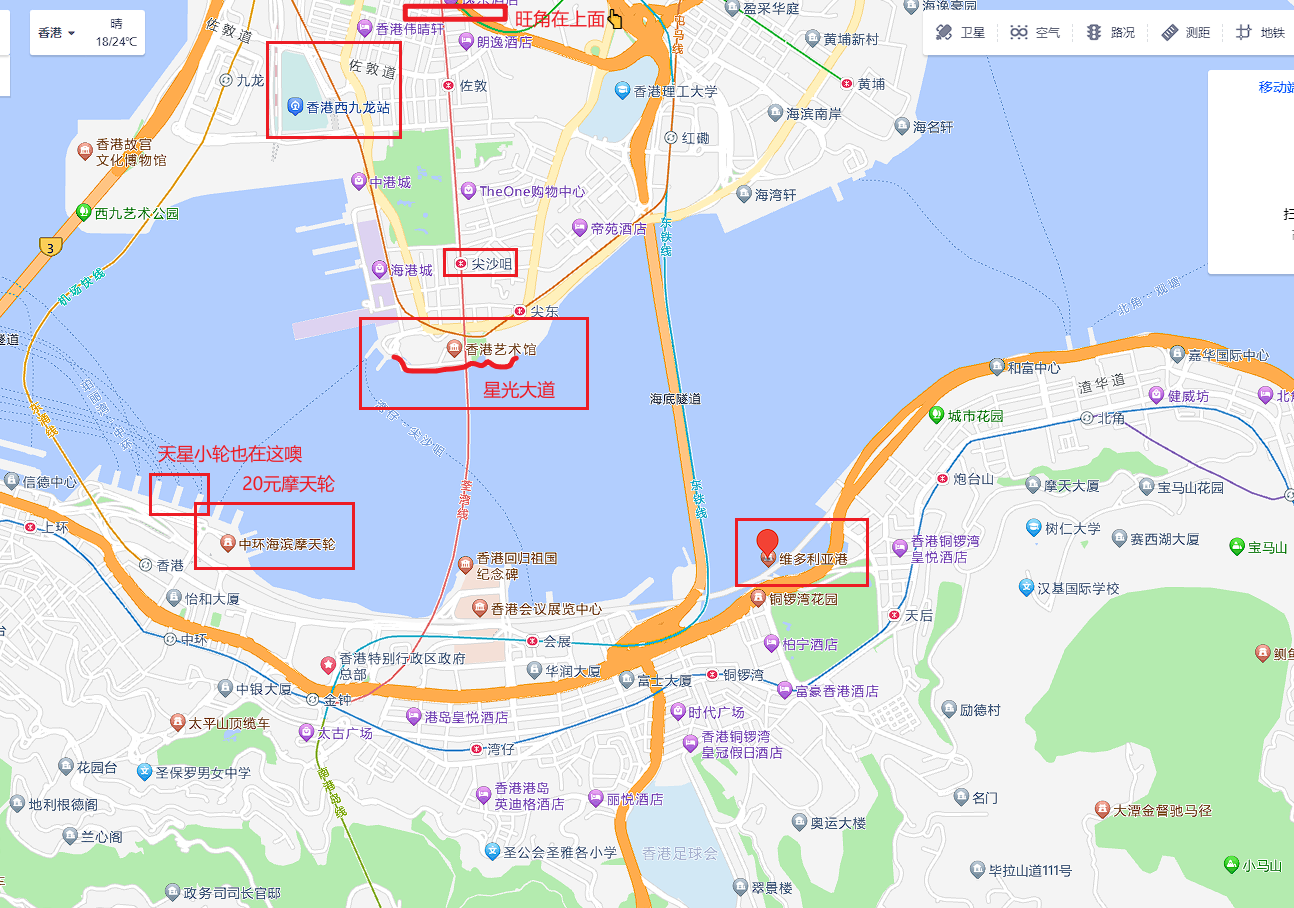 香港
晴
18/24℃
佐敦道
香港伟晴轩
旺角在上面
朗逸酒店
盈采华庭
海逸豪园
黄埔新村
卫星
空气
路况
测距
地铁
移动端
九龙
佐敦道
佐敦
香港理工大学
黄埔
香港西九龙站
海滨南岸
海名轩
红磡
香港故宫
文化博物馆
中港城
TheOne购物中心
海湾轩
西九艺术公园
帝苑酒店
东铁线
3
海港城
尖沙咀
机场快线
尖东
北角－观塘
隧道
香港艺术馆
星光大道
海底隧道
和富中心
嘉华国际中心
渣华道
健威坊
城市花园
北角
东涌线
湾仔－尖沙咀
天星小轮也在这噢
20元摩天轮
信德中心
荃湾线
东铁线
炮台山
摩天大厦
宝马山花园
上环
中环海滨摩天轮
树仁大学
赛西湖大厦
宝马山
香港
香港回归祖国
纪念碑
维多利亚港
香港铜锣湾
皇悦酒店
汉基国际学校
怡和大厦
香港会议展览中心
铜锣湾花园
天后
中环
会展
柏宁酒店
香港特别行政区政府
总部
华润大厦
富士大厦
铜锣湾
中银大厦
金钟
富豪香港酒店
太平山顶缆车
太古广场
港岛皇悦酒店
时代广场
励德村
湾仔
香港铜锣湾
皇冠假日酒店
花园台
圣保罗男女中学
南港岛线
香港港岛
英迪格酒店
丽悦酒店
名门
地利根德阁
大潭金督驰马径
兰心阁
奥运大楼
圣公会圣雅各小学
香港足球会
小马山
毕拉山道111号
政务司司长官邸
翠景楼